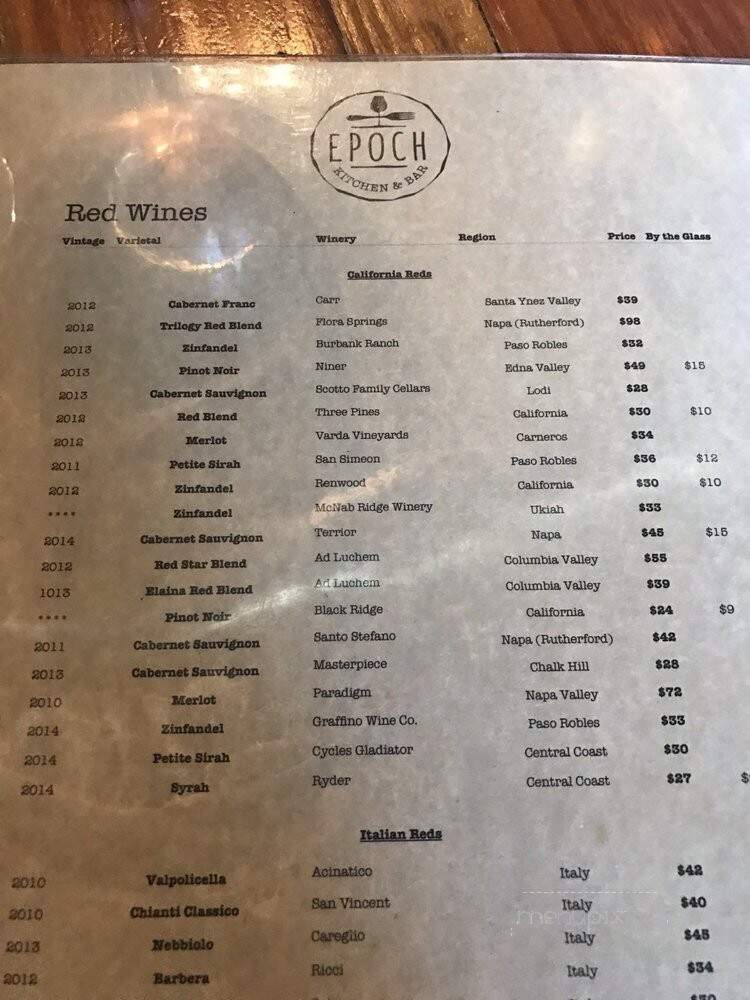 EPOCH
KITCHEN & BAR
Red Wines
Vintage Varietal Winery Region Price By the Glass
California Reds
2012 Cabernet Franc Carr Santa Ynez Valley $39
2012 Trilogy Red Blend Flora Springs Napa (Rutherford) $98
2013 Zinfandel Burbank Ranch Paso Robles $32
2013 Pinot Noir Niner Edna Valley $49 $15
2013 Cabernet Sauvignon Scotto Family Cellars Lodi $28
2012 Red Blend Three Pines California $30 $10
2012 Merlot Varda Vineyards Carneros $34
2011 Petite Sirah San Simeon Paso Robles $36 $12
2012 Zinfandel Renwood California $30 $10
**** Zinfandel McNab Ridge Winery Ukiah $33
2014 Cabernet Sauvignon Terrior Napa $45 $15
2012 Red Star Blend Ad Luchem Columbia Valley $55
1013 Elaina Red Blend Ad Luchem Columbia Valley $39
**** Pinot Noir Black Ridge California $24 $9
2011 Cabernet Sauvignon Santo Stefano Napa (Rutherford) $42
2013 Cabernet Sauvignon Masterpiece Chalk Hill $28
2010 Merlot Paradigm Napa Valley $72
2014 Zinfandel Graffino Wine Co. Paso Robles $33
2014 Petite Sirah Cycles Gladiator Central Coast $30
2014 Syrah Ryder Central Coast $27 $
Italian Reds
2010 Valpolicella Acinatico Italy $42
2010 Chianti Classico San Vincent Italy $40
2013 Nebbiolo Careglio Italy $45
2012 Barbera Ricci Italy $34